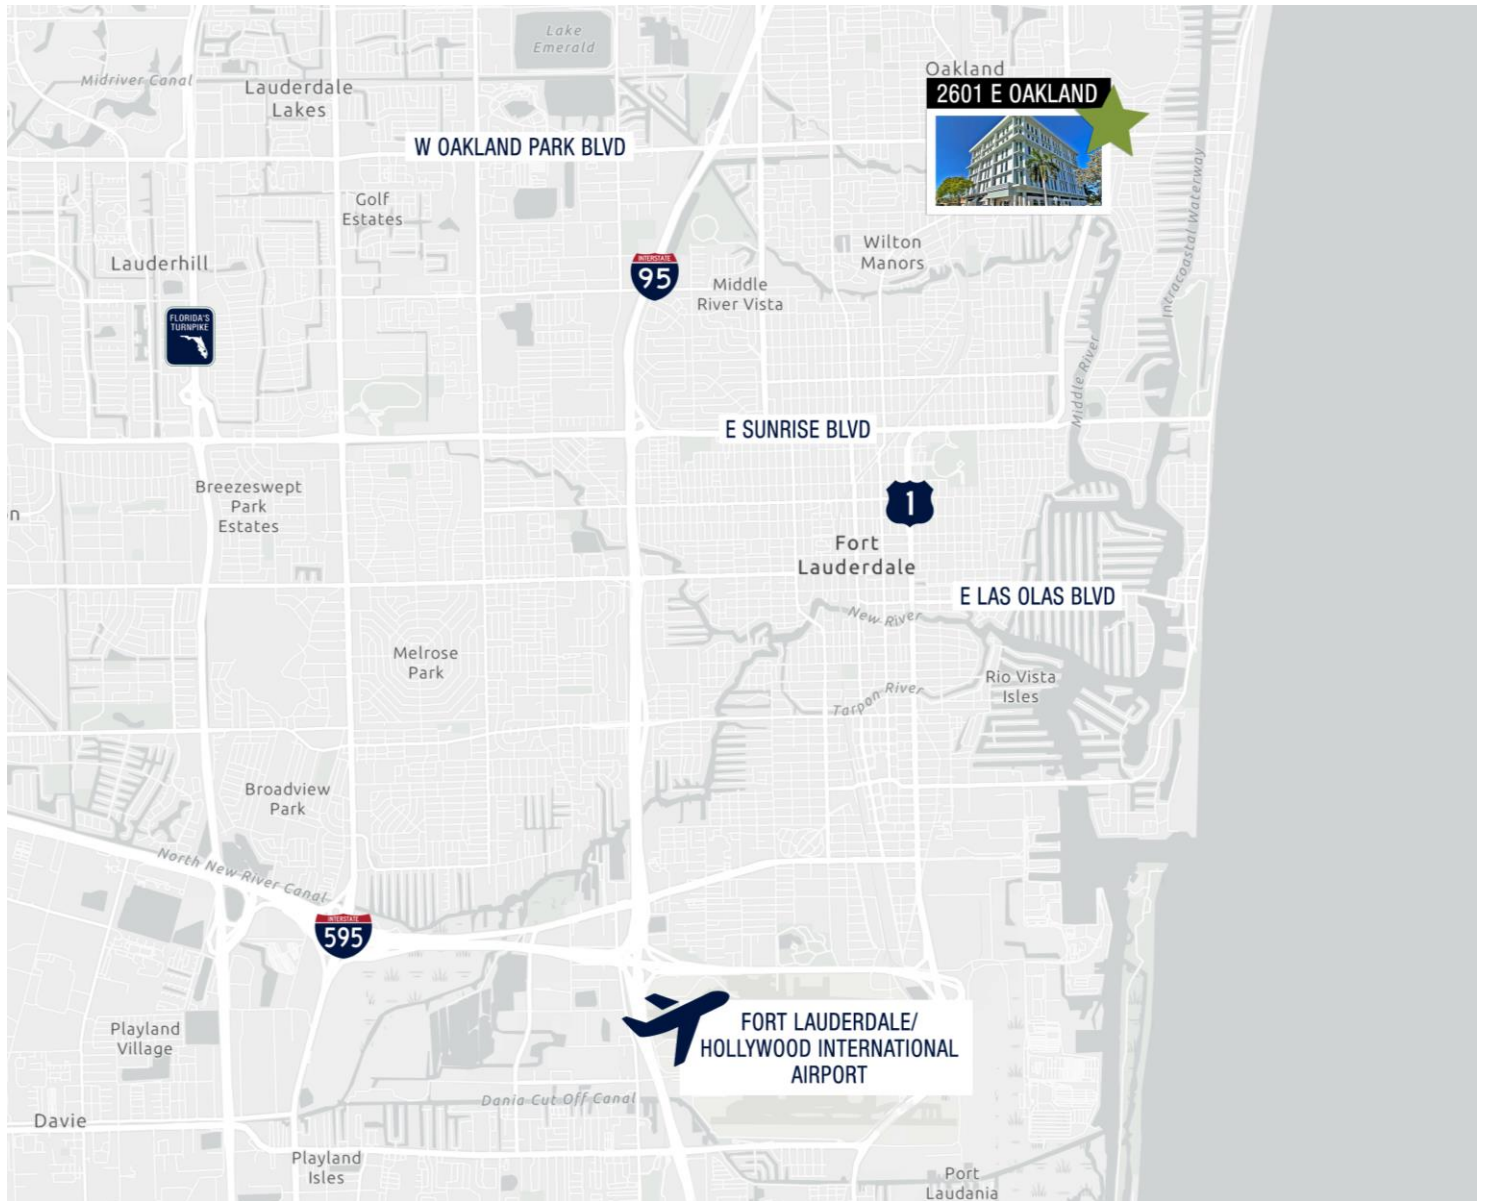 Lake
Emerald
Oakland
Midriver Canal
Lauderdale
Lakes
2601 E OAKLAND
W OAKLAND PARK BLVD
Golf
Estates
Intracoastal Waterway
Wilton
Manors
Lauderhill
INTERSTATE
95
Middle
River Vista
FLORIDA'S
TURNPIKE
Middle River
E SUNRISE BLVD
Breezeswept
Park
Estates
1
n
Fort
Lauderdale
E LAS OLAS BLVD
New River
Melrose
Park
Rio Vista
Isles
Tarpon River
Broadview
Park
North New River Canal
INTERSTATE
595
FORT LAUDERDALE/
HOLLYWOOD INTERNATIONAL
AIRPORT
Playland
Village
Dania Cut Off Canal
Davie
Playland
Isles
Port
Laudania